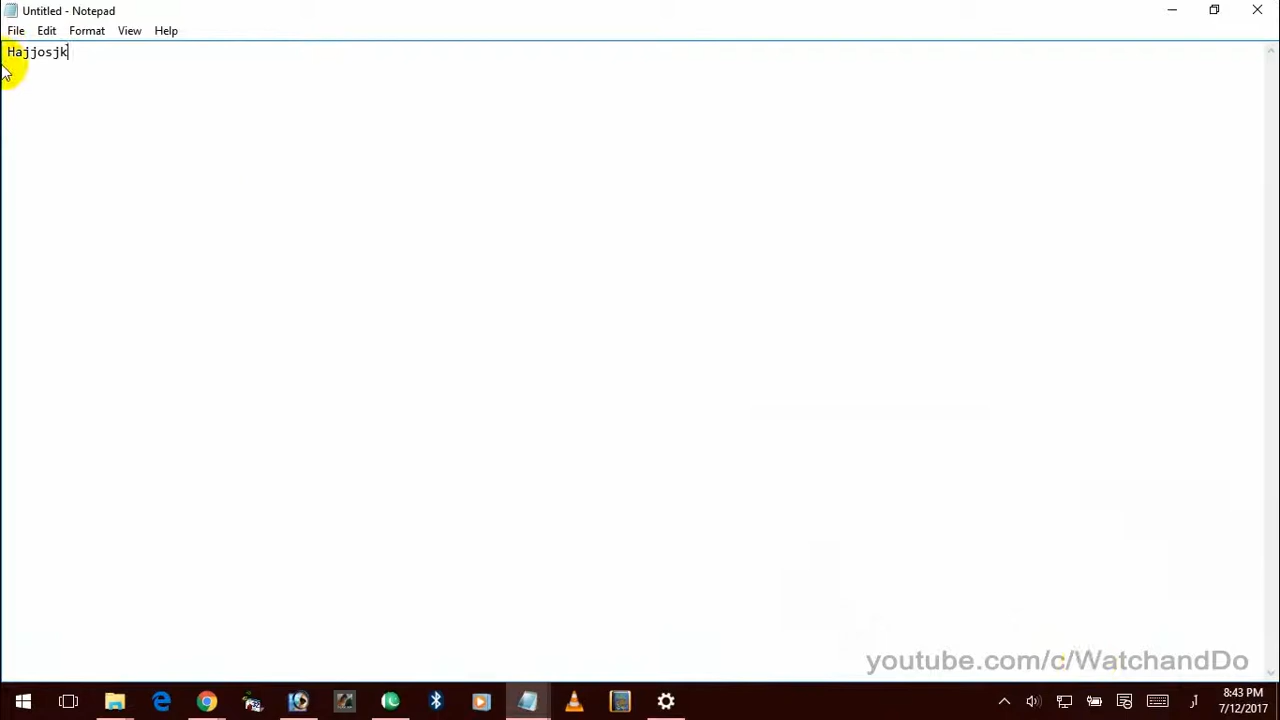 Untitled - Notepad
File Edit Format View Help
Hajjosjk
youtube.com/c/WatchandDo
8:43 PM
7/12/2017